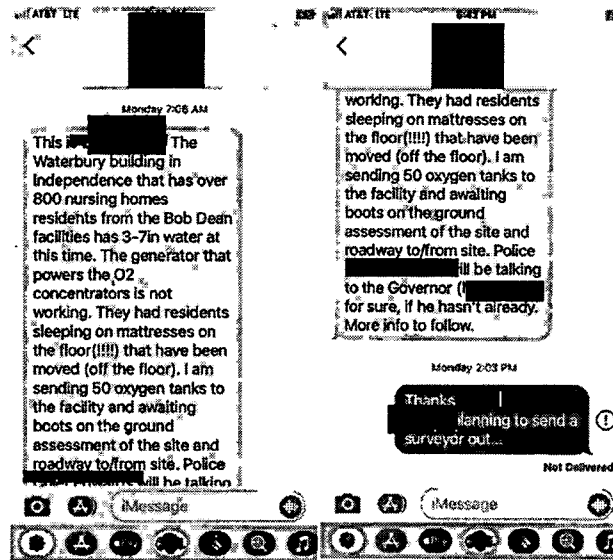 AT&T LTE
Monday 7:06 AM
This is The
Waterbury building in
Independence that has over
800 nursing homes
residents from the Bob Dean
facilities has 3-7in water at
this time. The generator that
powers the O2
concentrators is not
working. They had residents
sleeping on mattresses on
the floor(!!!!) that have been
moved (off the floor). I am
sending 50 oxygen tanks to
the facility and awaiting
boots on the ground
assessment of the site and
roadway to/from site. Police
will be talking
iMessage
AT&T LTE
8:43 PM
working. They had residents
sleeping on mattresses on
the floor(!!!!) that have been
moved (off the floor). I am
sending 50 oxygen tanks to
the facility and awaiting
boots on the ground
assessment of the site and
roadway to/from site. Police
ill be talking
to the Governor (
for sure, if he hasn't already.
More info to follow.
Monday 2:03 PM
Thanks
lanning to send a
surveyor out...
Not Delivered
iMessage